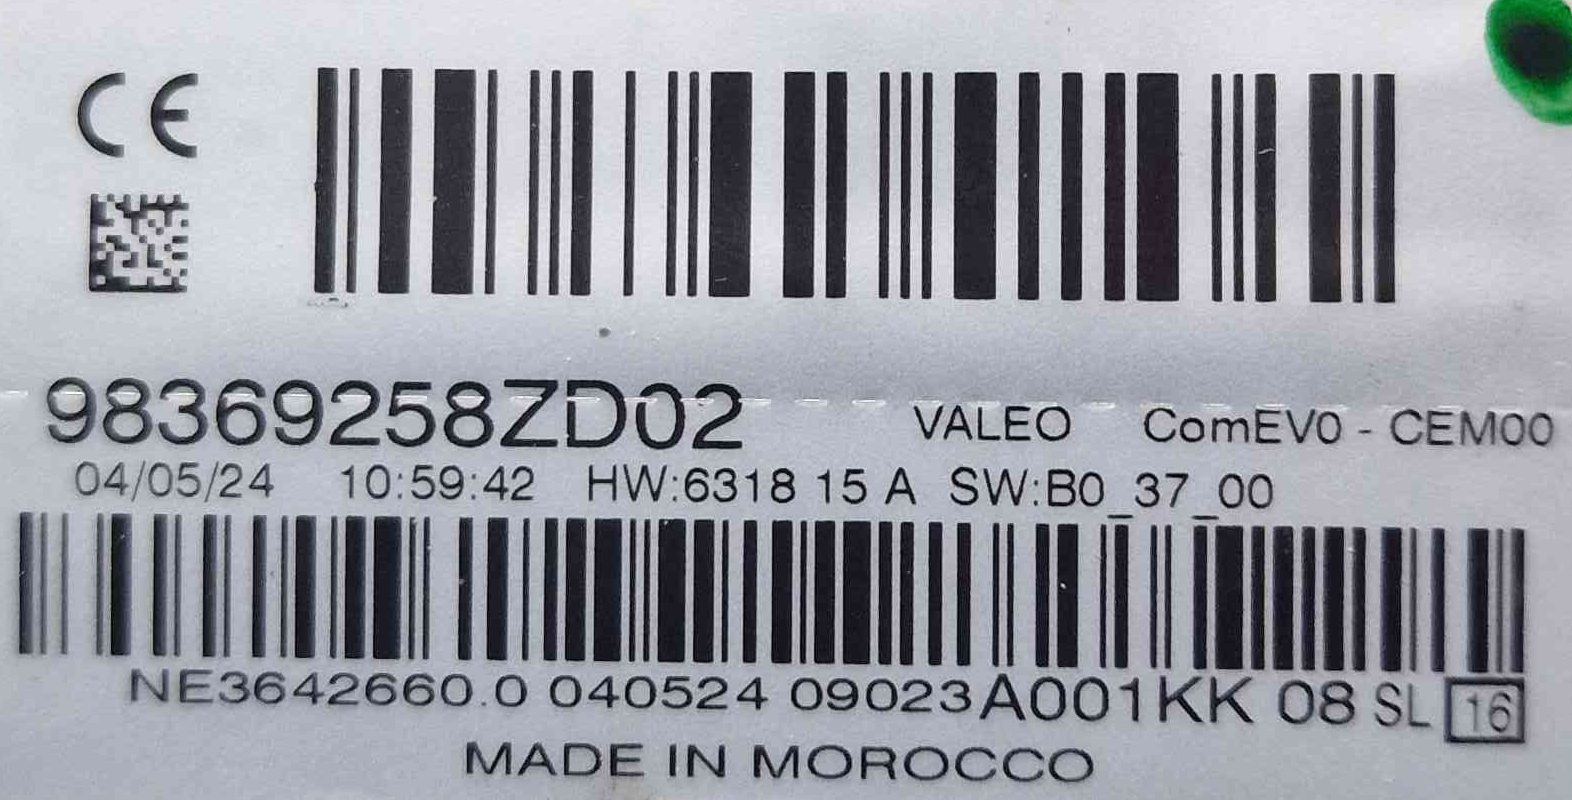 CE
98369258ZD02 VALEO ComEV0 - CEM00
04/05/24 10:59:42 HW:6318 15 A SW:B0_37_00
NE3642660.0 040524 09023A001KK 08 SL 16
MADE IN MOROCCO